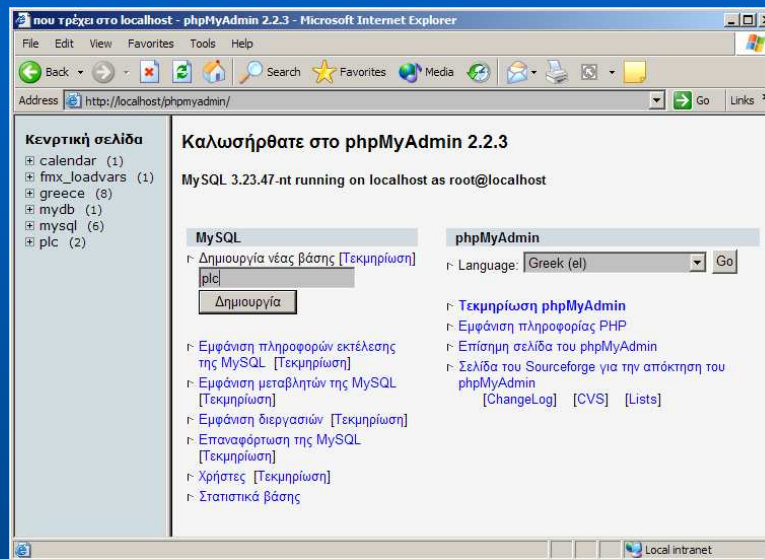 που τρέχει στο localhost - phpMyAdmin 2.2.3 - Microsoft Internet Explorer
File Edit View Favorites Tools Help
Back Search Favorites Media
Address http://localhost/phpmyadmin/ Go Links
Κενρτική σελίδα
calendar (1)
fmx_loadvars (1)
greece (8)
mydb (1)
mysql (6)
plc (2)
Καλωσήρθατε στο phpMyAdmin 2.2.3
MySQL 3.23.47-nt running on localhost as root@localhost
MySQL
Δημιουργία νέας βάσης [Τεκμηρίωση]
plc
Δημιουργία
Εμφάνιση πληροφορών εκτέλεσης
της MySQL [Τεκμηρίωση]
Εμφάνιση μεταβλητών της MySQL
[Τεκμηρίωση]
Εμφάνιση διεργασιών [Τεκμηρίωση]
Επαναφόρτωση της MySQL
[Τεκμηρίωση]
Χρήστες [Τεκμηρίωση]
Στατιστικά βάσης
phpMyAdmin
Language: Greek (el) Go
Τεκμηρίωση phpMyAdmin
Εμφάνιση πληροφορίας PHP
Επίσημη σελίδα του phpMyAdmin
Σελίδα του Sourceforge για την απόκτηση του
phpMyAdmin
[ChangeLog] [CVS] [Lists]
Local intranet